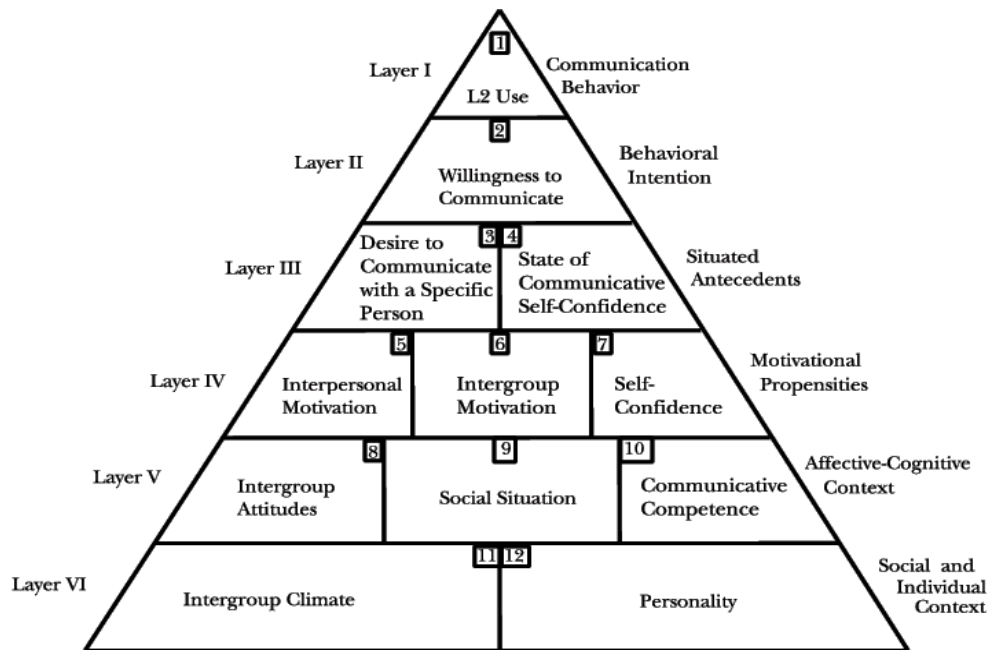 1
Layer I
Communication
Behavior
L2 Use
2
Layer II
Behavioral
Intention
Willingness to
Communicate
3 4
Layer III
Desire to
Communicate
with a Specific
Person
State of
Communicative
Self-Confidence
Situated
Antecedents
5 6 7
Layer IV
Interpersonal
Motivation
Intergroup
Motivation
Self-
Confidence
Motivational
Propensities
8 9 10
Layer V
Intergroup
Attitudes
Social Situation
Communicative
Competence
Affective-Cognitive
Context
11 12
Layer VI
Intergroup Climate
Personality
Social and
Individual
Context